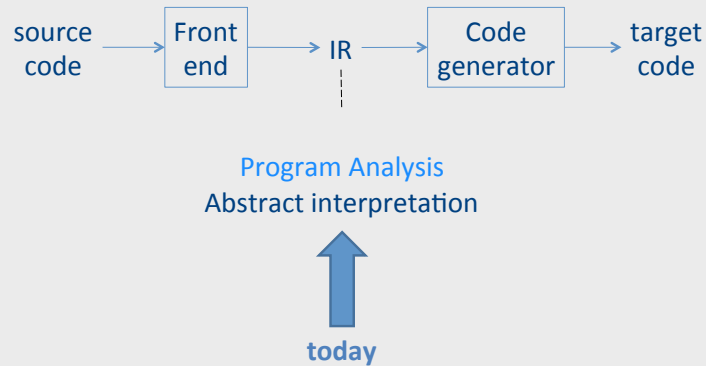 source code
Front end
IR
Code generator
target code
Program Analysis
Abstract interpretation
today